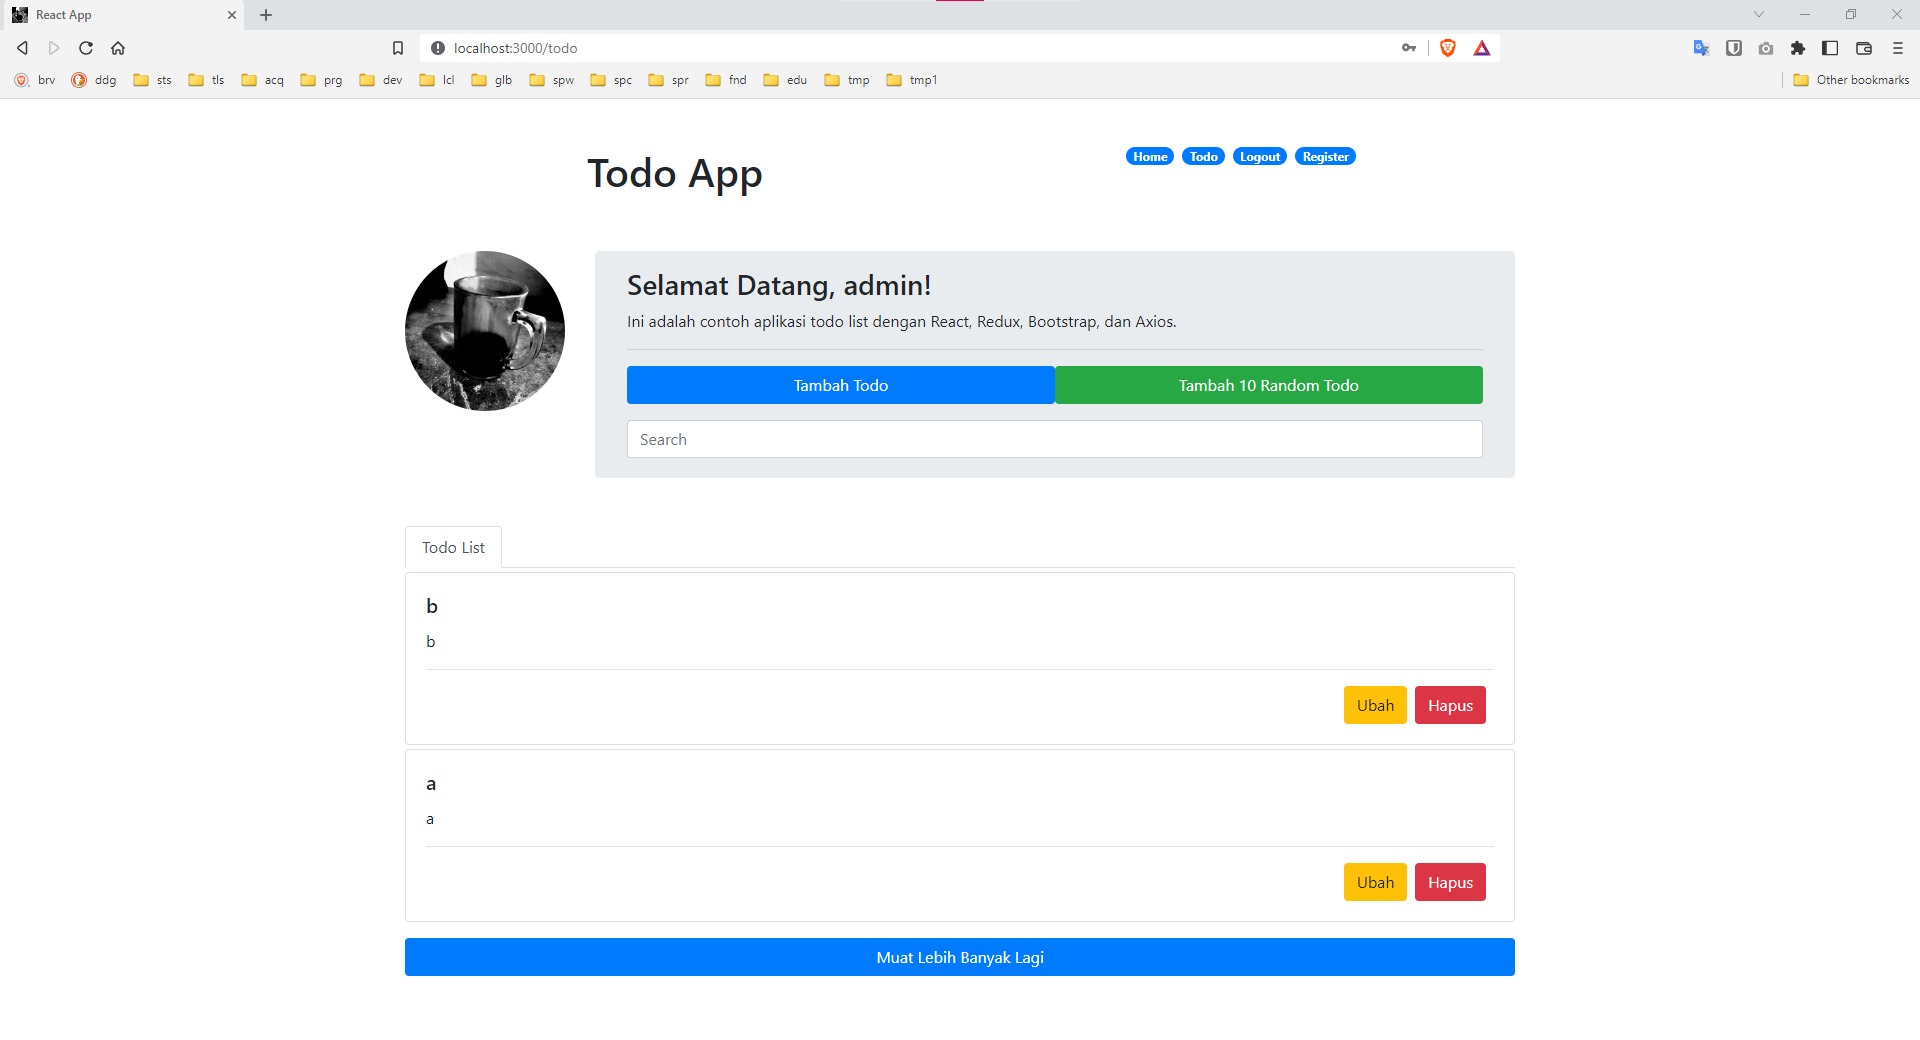 React App
localhost:3000/todo
brv ddg sts tls acq prg dev lcl glb spw spc spr fnd edu tmp tmp1 Other bookmarks
Todo App
Home Todo Logout Register
Selamat Datang, admin!
Ini adalah contoh aplikasi todo list dengan React, Redux, Bootstrap, dan Axios.
Tambah Todo Tambah 10 Random Todo
Search
Todo List
b
b
Ubah Hapus
a
a
Ubah Hapus
Muat Lebih Banyak Lagi